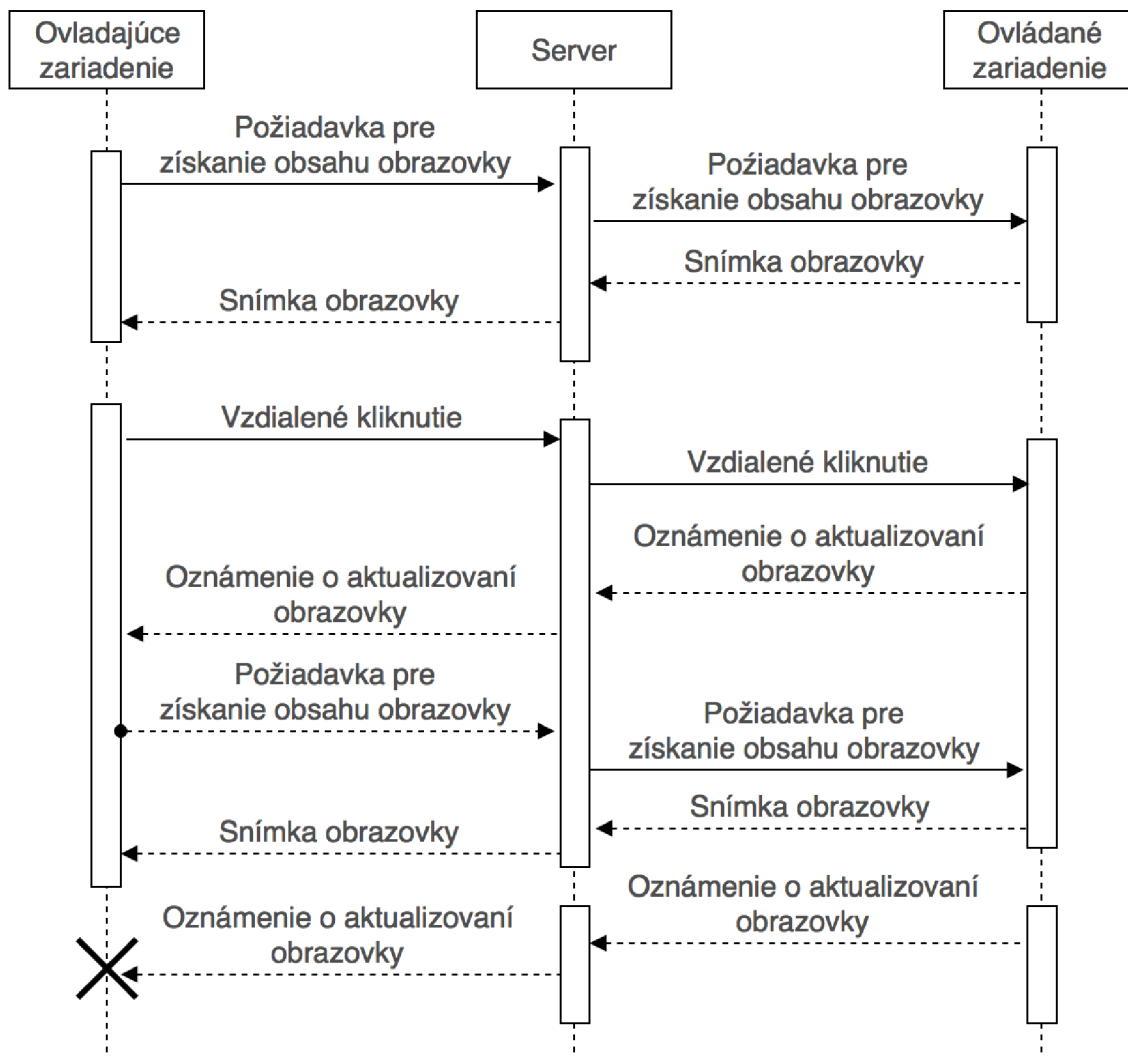 Ovladajúce
zariadenie
Server
Ovládané
zariadenie
Požiadavka pre
získanie obsahu obrazovky
Poźiadavka pre
získanie obsahu obrazovky
Snímka obrazovky
Snímka obrazovky
Vzdialené kliknutie
Vzdialené kliknutie
Oznámenie o aktualizovaní
obrazovky
Oznámenie o aktualizovaní
obrazovky
Požiadavka pre
získanie obsahu obrazovky
Požiadavka pre
získanie obsahu obrazovky
Snímka obrazovky
Snímka obrazovky
Oznámenie o aktualizovaní
obrazovky
Oznámenie o aktualizovaní
obrazovky